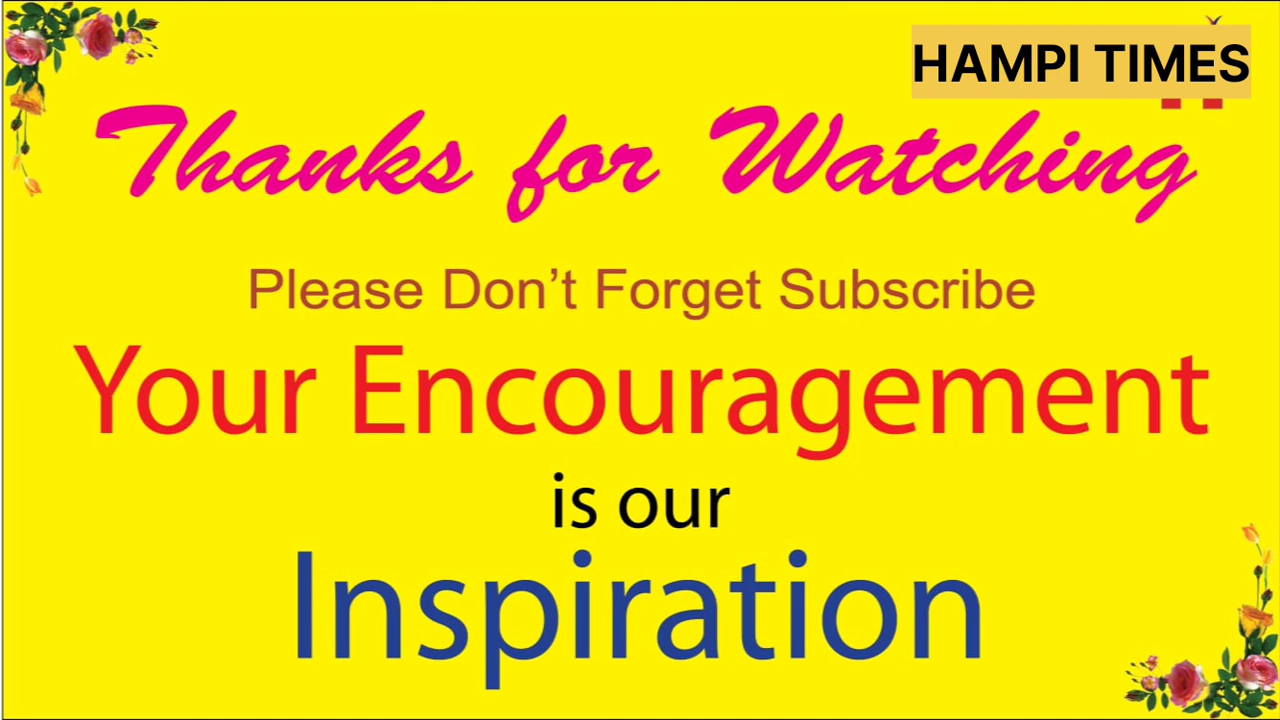 HAMPI TIMES
Thanks for Watching
Please Don’t Forget Subscribe
Your Encouragement
is our
Inspiration